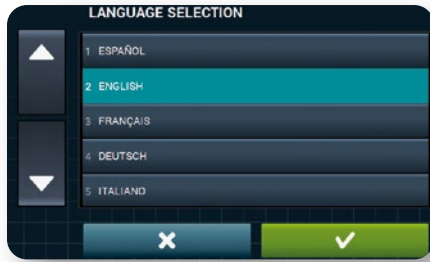 LANGUAGE SELECTION
1 ESPAÑOL
2 ENGLISH
3 FRANÇAIS
4 DEUTSCH
5 ITALIANO